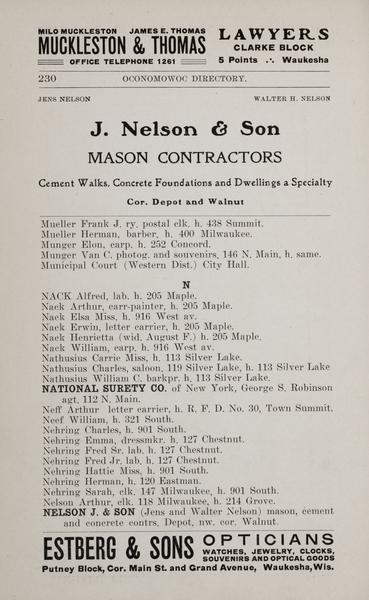 MILO MUCKLESTON JAMES E. THOMAS
MUCKLESTON & THOMAS
OFFICE TELEPHONE 1261
LAWYERS
CLARKE BLOCK
5 Points ∴ Waukesha
230 OCONOMOWOC DIRECTORY.
JENS NELSON WALTER H. NELSON
J. Nelson & Son
MASON CONTRACTORS
Cement Walks, Concrete Foundations and Dwellings a Specialty
Cor. Depot and Walnut
Mueller Frank J. ry. postal elk. h. 438 Summit.
Mueller Herman, barber, h. 400 Milwaukee.
Munger Elon, carp. h. 252 Concord.
Munger Van C. photog. and souvenirs, 146 N. Main, h. same.
Municipal Court (Western Dist.) City Hall.
N
NACK Alfred, lab. h. 205 Maple.
Nack Arthur, carr-painter, h. 205 Maple.
Nack Elsa Miss, h. 916 West av.
Nack Erwin, letter carrier, h. 205 Maple.
Nack Henrietta (wid. August F.) h. 205 Maple.
Nack William, carp. h. 916 West av.
Nathusius Carrie Miss, h. 113 Silver Lake.
Nathusius Charles, saloon, 119 Silver Lake, h. 113 Silver Lake
Nathusius William C. barkpr. h. 113 Silver Lake.
NATIONAL SURETY CO. of New York, George S. Robinson
agt. 112 N. Main.
Neff Arthur letter carrier, h. R. F. D. No. 30, Town Summit.
Neef William, h. 321 South.
Nehring Charles, h. 901 South.
Nehring Emma, dressmkr. h. 127 Chestnut.
Nehring Fred Sr. lab. h. 127 Chestnut.
Nehring Fred Jr. lab. h. 127 Chestnut.
Nehring Hattie Miss, h. 901 South.
Nehring Herman, h. 120 Eastman.
Nehring Sarah, clk. 147 Milwaukee, h. 901 South.
Nelson Arthur, clk. 118 Milwaukee, h. 214 Grove.
NELSON J. & SON (Jens and Walter Nelson) mason, cement
and concrete contrs. Depot, nw. cor. Walnut.
ESTBERG & SONS
OPTICIANS
WATCHES, JEWELRY, CLOCKS,
SOUVENIRS AND OPTICAL GOODS
Putney Block, Cor. Main St. and Grand Avenue, Waukesha, Wis.